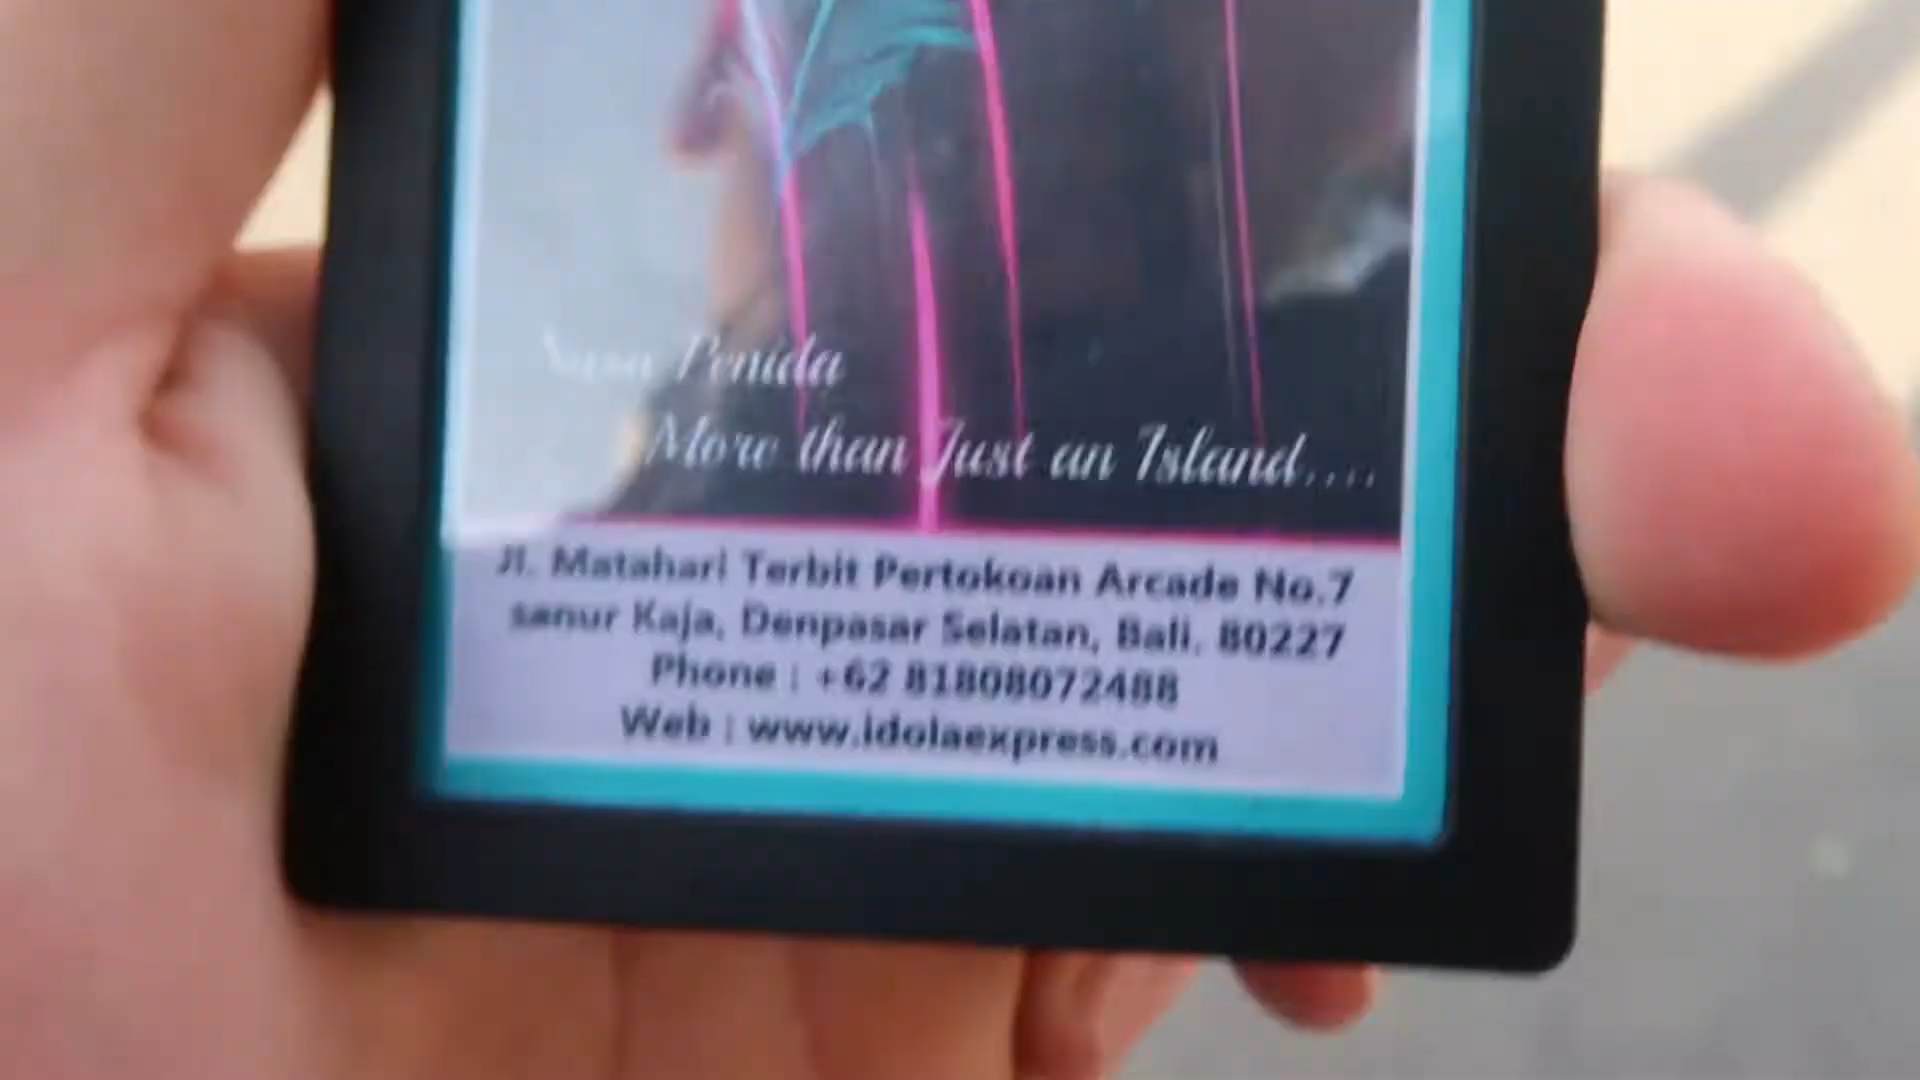 Nusa Penida
More than Just an Island....
Jl. Matahari Terbit Pertokoan Arcade No.7
sanur Kaja, Denpasar Selatan, Bali. 80227
Phone : +62 81808072488
Web : www.idolaexpress.com